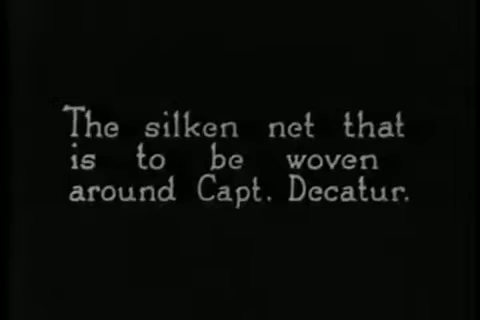 The silken net that
is to be woven
around Capt. Decatur.